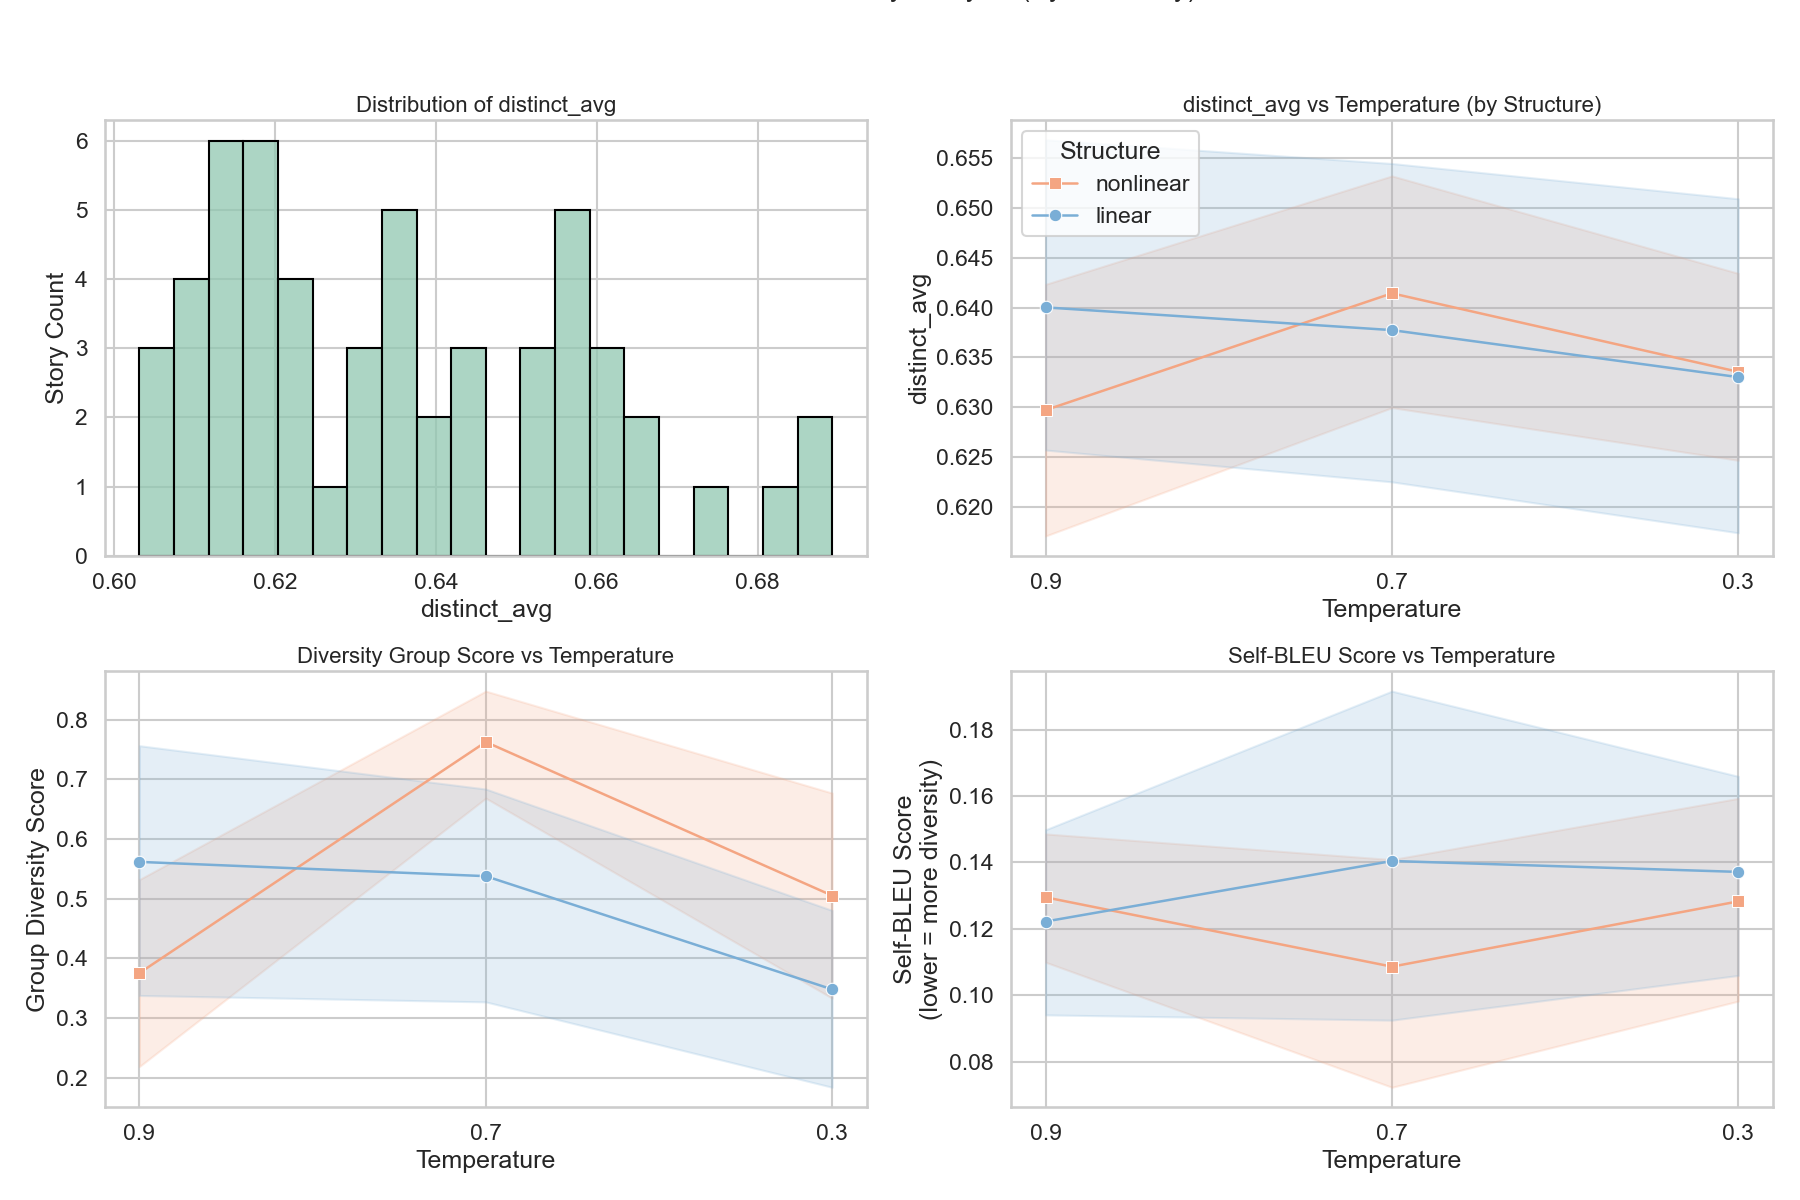 Distribution of distinct_avg
6
5
4
3
2
1
0
Story Count
0.60
0.62
0.64
0.66
0.68
distinct_avg
distinct_avg vs Temperature (by Structure)
Structure
nonlinear
linear
0.655
0.650
0.645
0.640
0.635
0.630
0.625
0.620
distinct_avg
0.9
0.7
0.3
Temperature
Diversity Group Score vs Temperature
0.8
0.7
0.6
0.5
0.4
0.3
0.2
Group Diversity Score
0.9
0.7
0.3
Temperature
Self-BLEU Score vs Temperature
0.18
0.16
0.14
0.12
0.10
0.08
Self-BLEU Score
(lower = more diversity)
0.9
0.7
0.3
Temperature